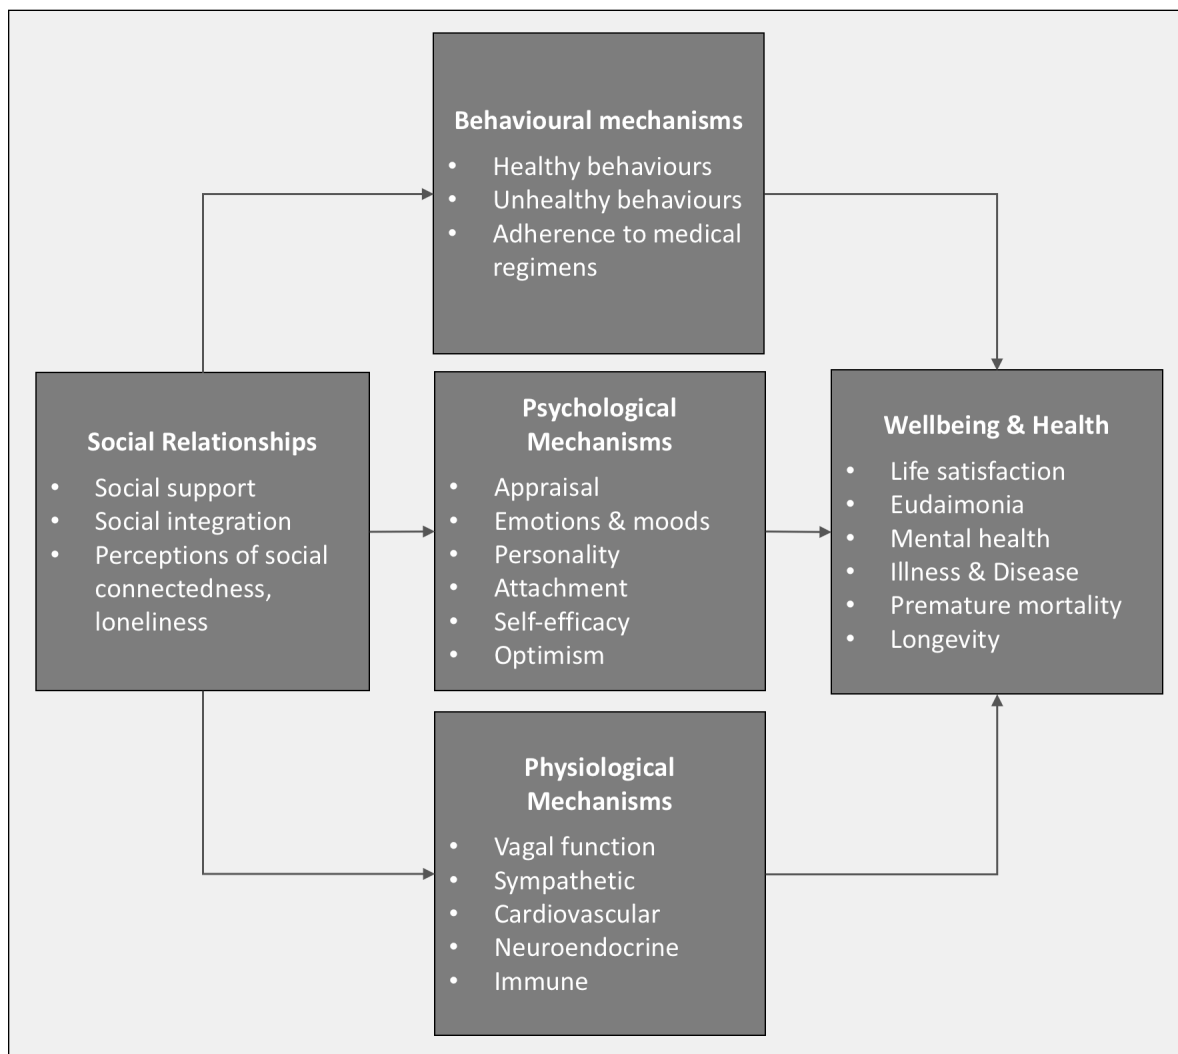 Behavioural mechanisms
• Healthy behaviours
• Unhealthy behaviours
• Adherence to medical
regimens
Social Relationships
• Social support
• Social integration
• Perceptions of social
connectedness,
loneliness
Psychological
Mechanisms
• Appraisal
• Emotions & moods
• Personality
• Attachment
• Self-efficacy
• Optimism
Wellbeing & Health
• Life satisfaction
• Eudaimonia
• Mental health
• Illness & Disease
• Premature mortality
• Longevity
Physiological
Mechanisms
• Vagal function
• Sympathetic
• Cardiovascular
• Neuroendocrine
• Immune